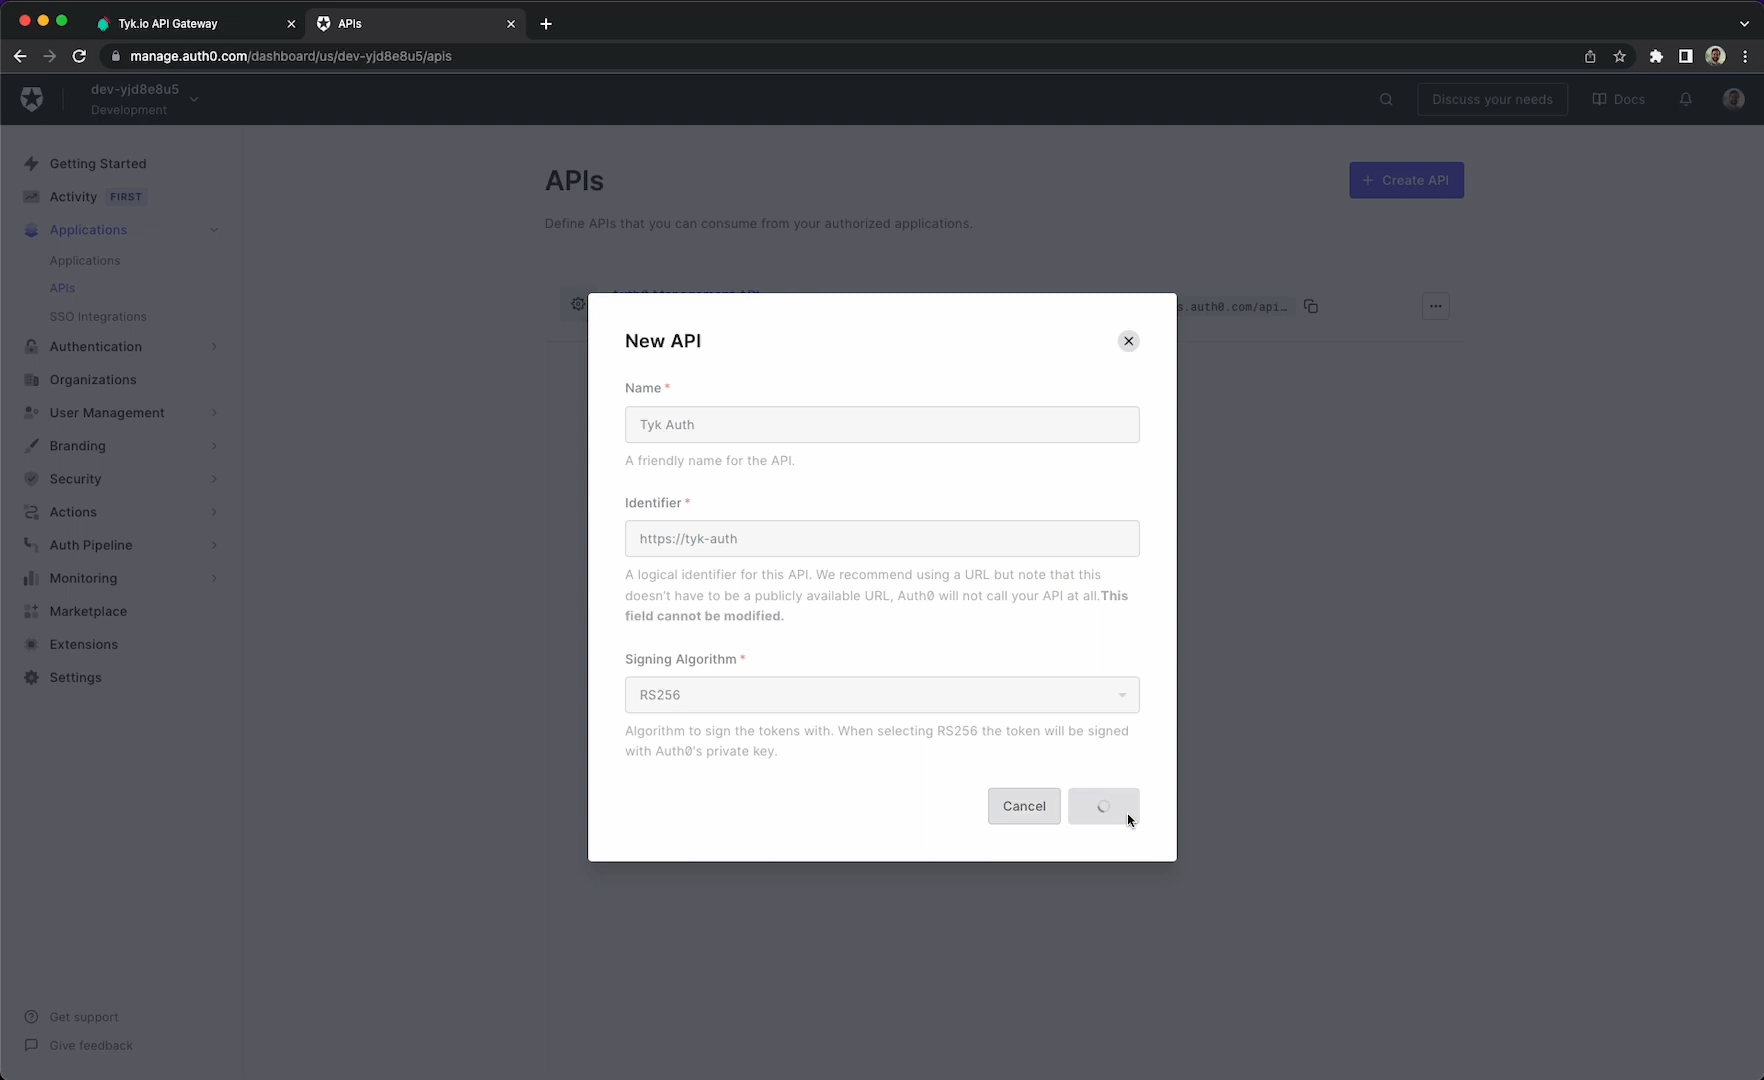 Tyk.io API Gateway
APIs
manage.auth0.com/dashboard/us/dev-yjd8e8u5/apis
dev-yjd8e8u5
Development
Discuss your needs
Docs
Getting Started
Activity FIRST
Applications
Applications
APIs
SSO Integrations
Authentication
Organizations
User Management
Branding
Security
Actions
Auth Pipeline
Monitoring
Marketplace
Extensions
Settings
Get support
Give feedback
APIs
+ Create API
Define APIs that you can consume from your authorized applications.
Auth0 Management API
s.auth0.com/api…
New API
Name *
Tyk Auth
A friendly name for the API.
Identifier *
https://tyk-auth
A logical identifier for this API. We recommend using a URL but note that this
doesn't have to be a publicly available URL, Auth0 will not call your API at all.This
field cannot be modified.
Signing Algorithm *
RS256
Algorithm to sign the tokens with. When selecting RS256 the token will be signed
with Auth0's private key.
Cancel